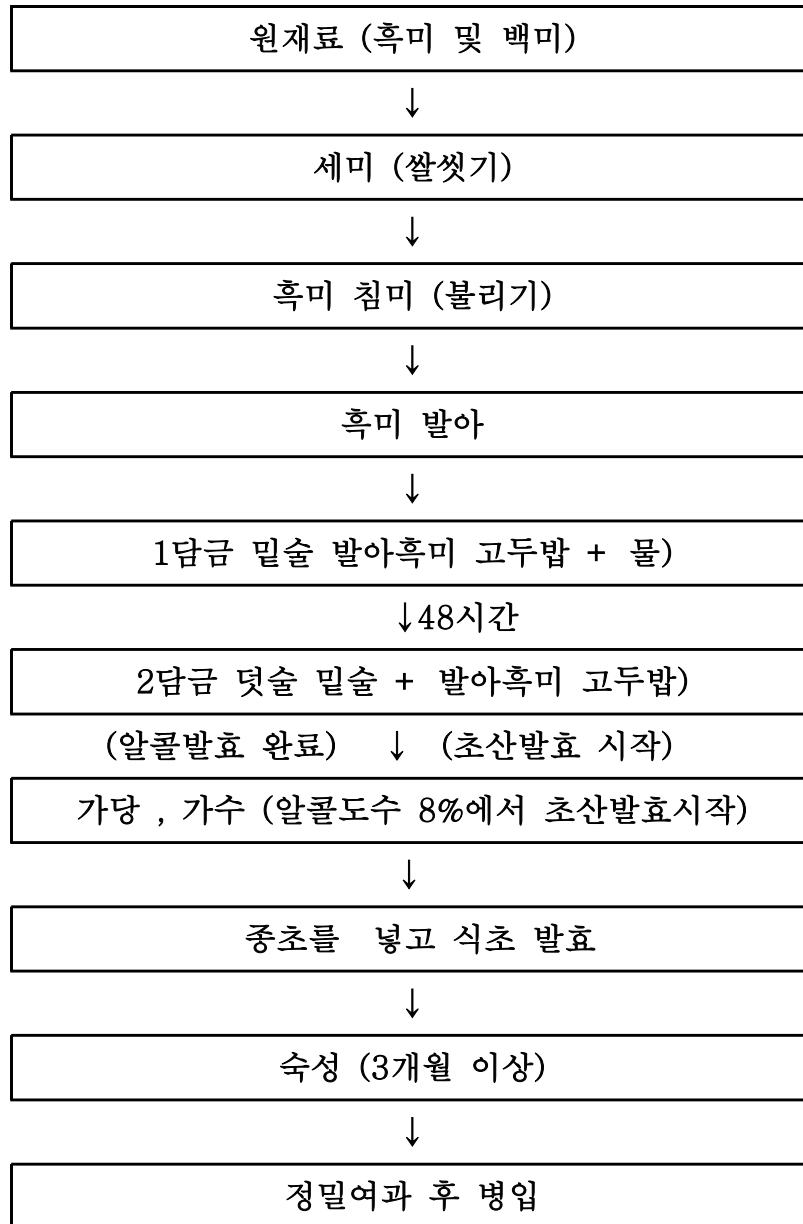 원재료 (흑미 및 백미)
↓
세미 (쌀씻기)
↓
흑미 침미 (불리기)
↓
흑미 발아
↓
1담금 밑술 발아흑미 고두밥 + 물)
↓48시간
2담금 덧술 밑술 + 발아흑미 고두밥)
(알콜발효 완료) ↓ (초산발효 시작)
가당 , 가수 (알콜도수 8%에서 초산발효시작)
↓
종초를 넣고 식초 발효
↓
숙성 (3개월 이상)
↓
정밀여과 후 병입